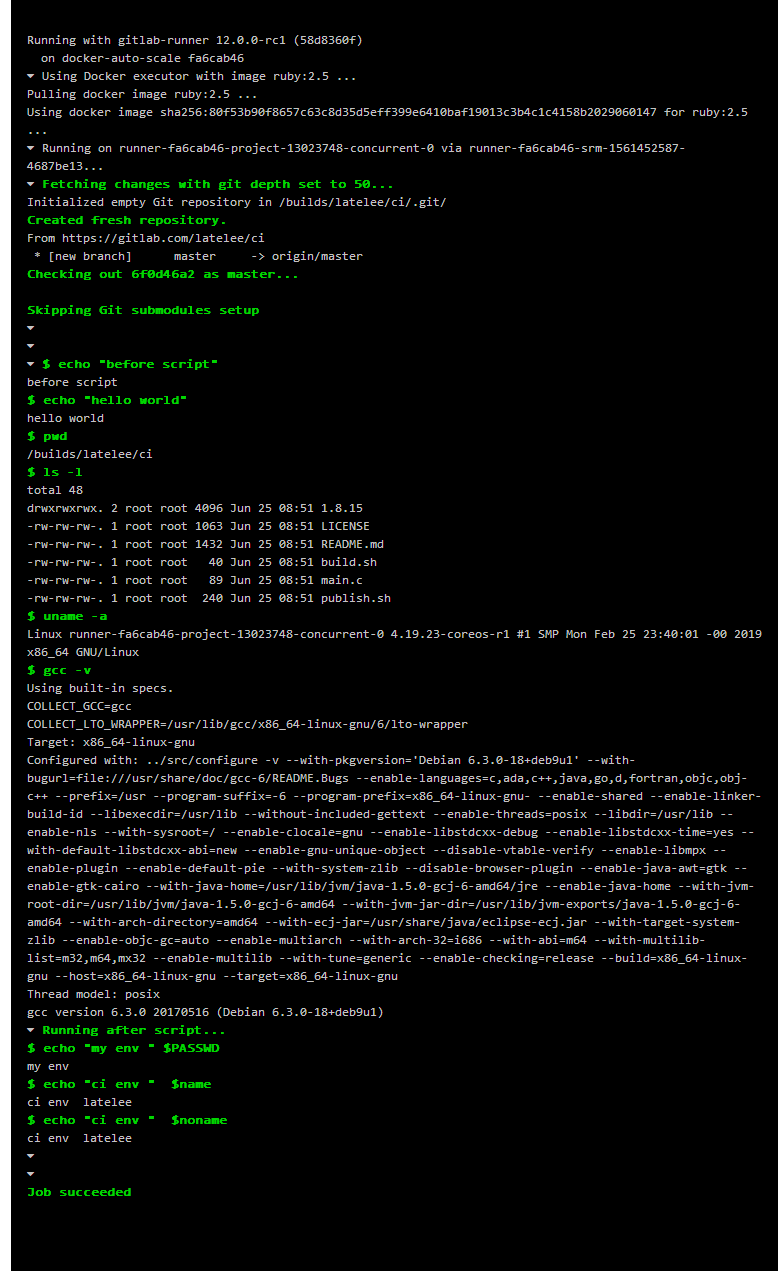 Running with gitlab-runner 12.0.0-rc1 (58d8360f)
on docker-auto-scale fa6cab46
Using Docker executor with image ruby:2.5 ...
Pulling docker image ruby:2.5 ...
Using docker image sha256:80f53b90f8657c63c8d35d5eff399e6410baf19013c3b4c1c4158b2029060147 for ruby:2.5
...
Running on runner-fa6cab46-project-13023748-concurrent-0 via runner-fa6cab46-srm-1561452587-
4687be13...
Fetching changes with git depth set to 50...
Initialized empty Git repository in /builds/latelee/ci/.git/
Created fresh repository.
From https://gitlab.com/latelee/ci
* [new branch]      master     -> origin/master
Checking out 6f0d46a2 as master...
Skipping Git submodules setup
$ echo "before script"
before script
$ echo "hello world"
hello world
$ pwd
/builds/latelee/ci
$ ls -l
total 48
drwxrwxrwx. 2 root root 4096 Jun 25 08:51 1.8.15
-rw-rw-rw-. 1 root root 1063 Jun 25 08:51 LICENSE
-rw-rw-rw-. 1 root root 1432 Jun 25 08:51 README.md
-rw-rw-rw-. 1 root root   40 Jun 25 08:51 build.sh
-rw-rw-rw-. 1 root root   89 Jun 25 08:51 main.c
-rw-rw-rw-. 1 root root  240 Jun 25 08:51 publish.sh
$ uname -a
Linux runner-fa6cab46-project-13023748-concurrent-0 4.19.23-coreos-r1 #1 SMP Mon Feb 25 23:40:01 -00 2019
x86_64 GNU/Linux
$ gcc -v
Using built-in specs.
COLLECT_GCC=gcc
COLLECT_LTO_WRAPPER=/usr/lib/gcc/x86_64-linux-gnu/6/lto-wrapper
Target: x86_64-linux-gnu
Configured with: ../src/configure -v --with-pkgversion='Debian 6.3.0-18+deb9u1' --with-
bugurl=file:///usr/share/doc/gcc-6/README.Bugs --enable-languages=c,ada,c++,java,go,d,fortran,objc,obj-
c++ --prefix=/usr --program-suffix=-6 --program-prefix=x86_64-linux-gnu- --enable-shared --enable-linker-
build-id --libexecdir=/usr/lib --without-included-gettext --enable-threads=posix --libdir=/usr/lib --
enable-nls --with-sysroot=/ --enable-clocale=gnu --enable-libstdcxx-debug --enable-libstdcxx-time=yes --
with-default-libstdcxx-abi=new --enable-gnu-unique-object --disable-vtable-verify --enable-libmpx --
enable-plugin --enable-default-pie --with-system-zlib --disable-browser-plugin --enable-java-awt=gtk --
enable-gtk-cairo --with-java-home=/usr/lib/jvm/java-1.5.0-gcj-6-amd64/jre --enable-java-home --with-jvm-
root-dir=/usr/lib/jvm/java-1.5.0-gcj-6-amd64 --with-jvm-jar-dir=/usr/lib/jvm-exports/java-1.5.0-gcj-6-
amd64 --with-arch-directory=amd64 --with-ecj-jar=/usr/share/java/eclipse-ecj.jar --with-target-system-
zlib --enable-objc-gc=auto --enable-multiarch --with-arch-32=i686 --with-abi=m64 --with-multilib-
list=m32,m64,mx32 --enable-multilib --with-tune=generic --enable-checking=release --build=x86_64-linux-
gnu --host=x86_64-linux-gnu --target=x86_64-linux-gnu
Thread model: posix
gcc version 6.3.0 20170516 (Debian 6.3.0-18+deb9u1)
Running after script...
$ echo "my env " $PASSWD
my env
$ echo "ci env "  $name
ci env  latelee
$ echo "ci env "  $noname
ci env  latelee
Job succeeded